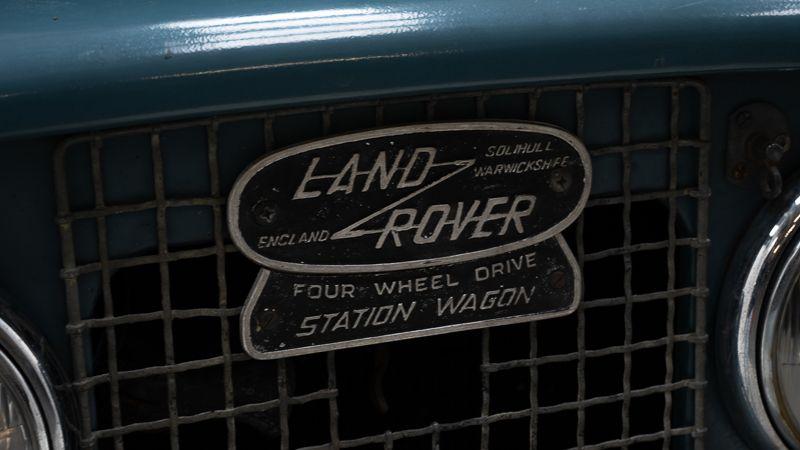 LAND
SOLIHULL
WARWICKSHIRE
ENGLAND
ROVER
FOUR WHEEL DRIVE
STATION WAGON